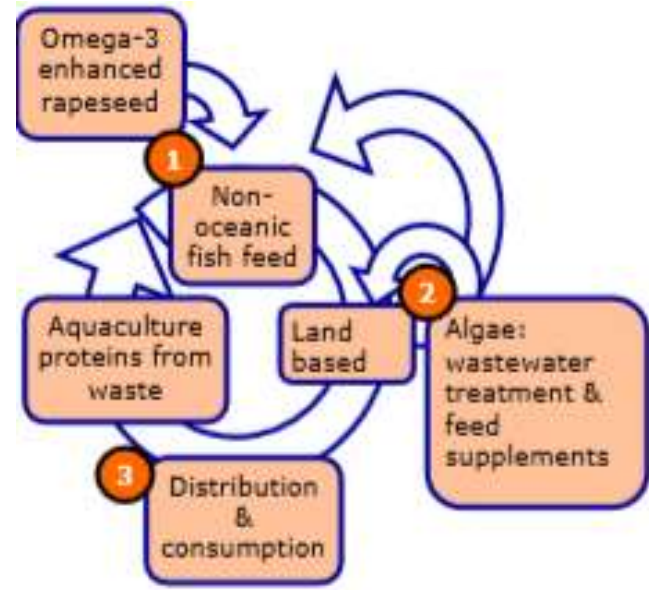 Omega-3
enhanced
rapeseed
1
Non-
oceanic
fish feed
2
Aquaculture
proteins from
waste
Land
based
Algae:
wastewater
treatment &
feed
supplements
3
Distribution
&
consumption